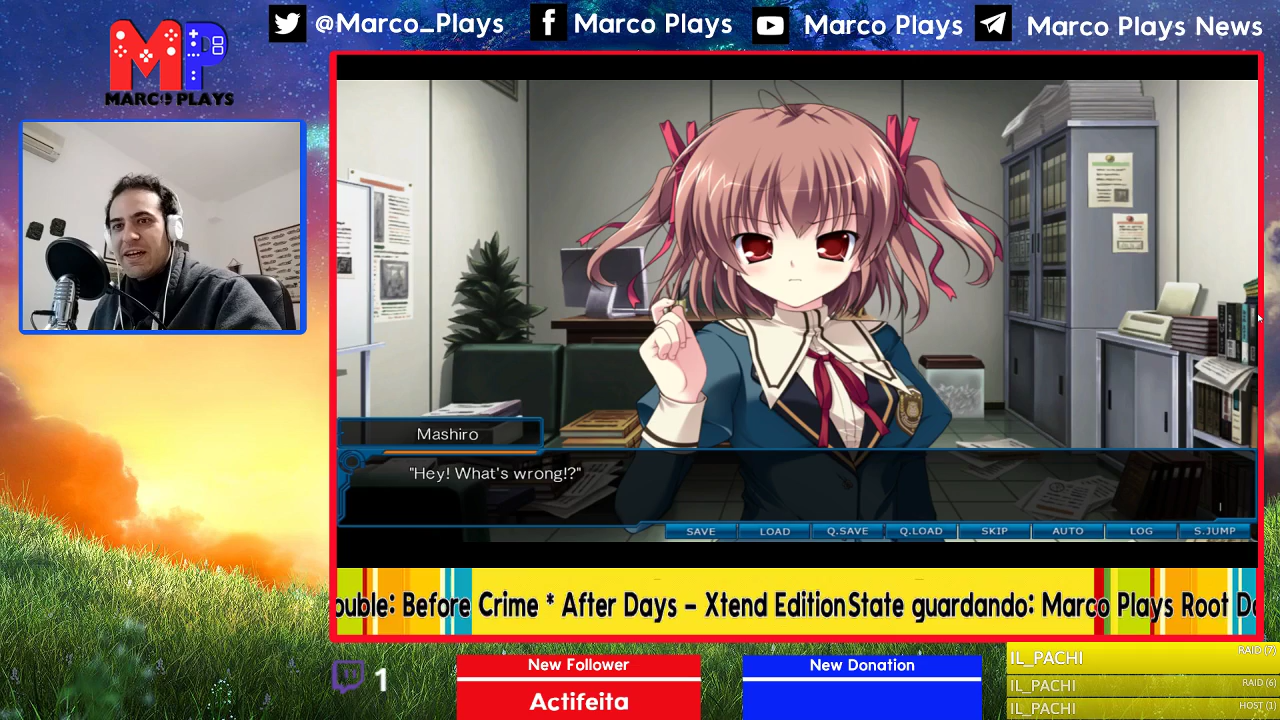 @Marco_Plays
Marco Plays
Marco Plays
Marco Plays News
MP
MARCO PLAYS
Mashiro
"Hey! What's wrong!?"
SAVE
LOAD
Q.SAVE
Q.LOAD
SKIP
AUTO
LOG
S.JUMP
ouble: Before Crime * After Days – Xtend EditionState guardando: Marco Plays Root De
1
New Follower
Actifeita
New Donation
IL_PACHI
RAID (7)
IL_PACHI
RAID (6)
IL_PACHI
HOST (1)